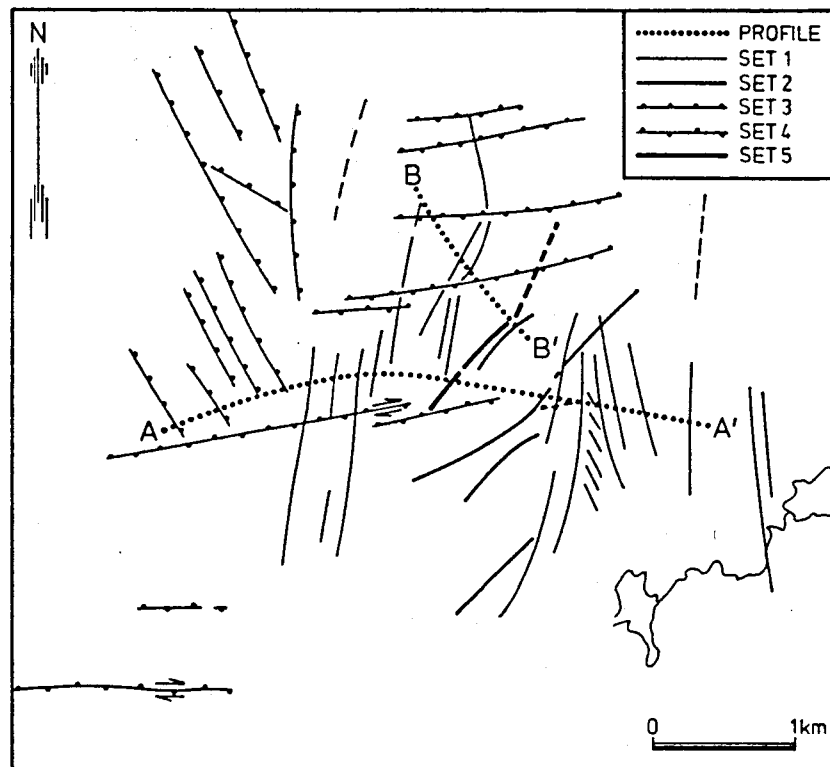 N
PROFILE
SET 1
SET 2
SET 3
SET 4
SET 5
B
B'
A
A'
0 1km